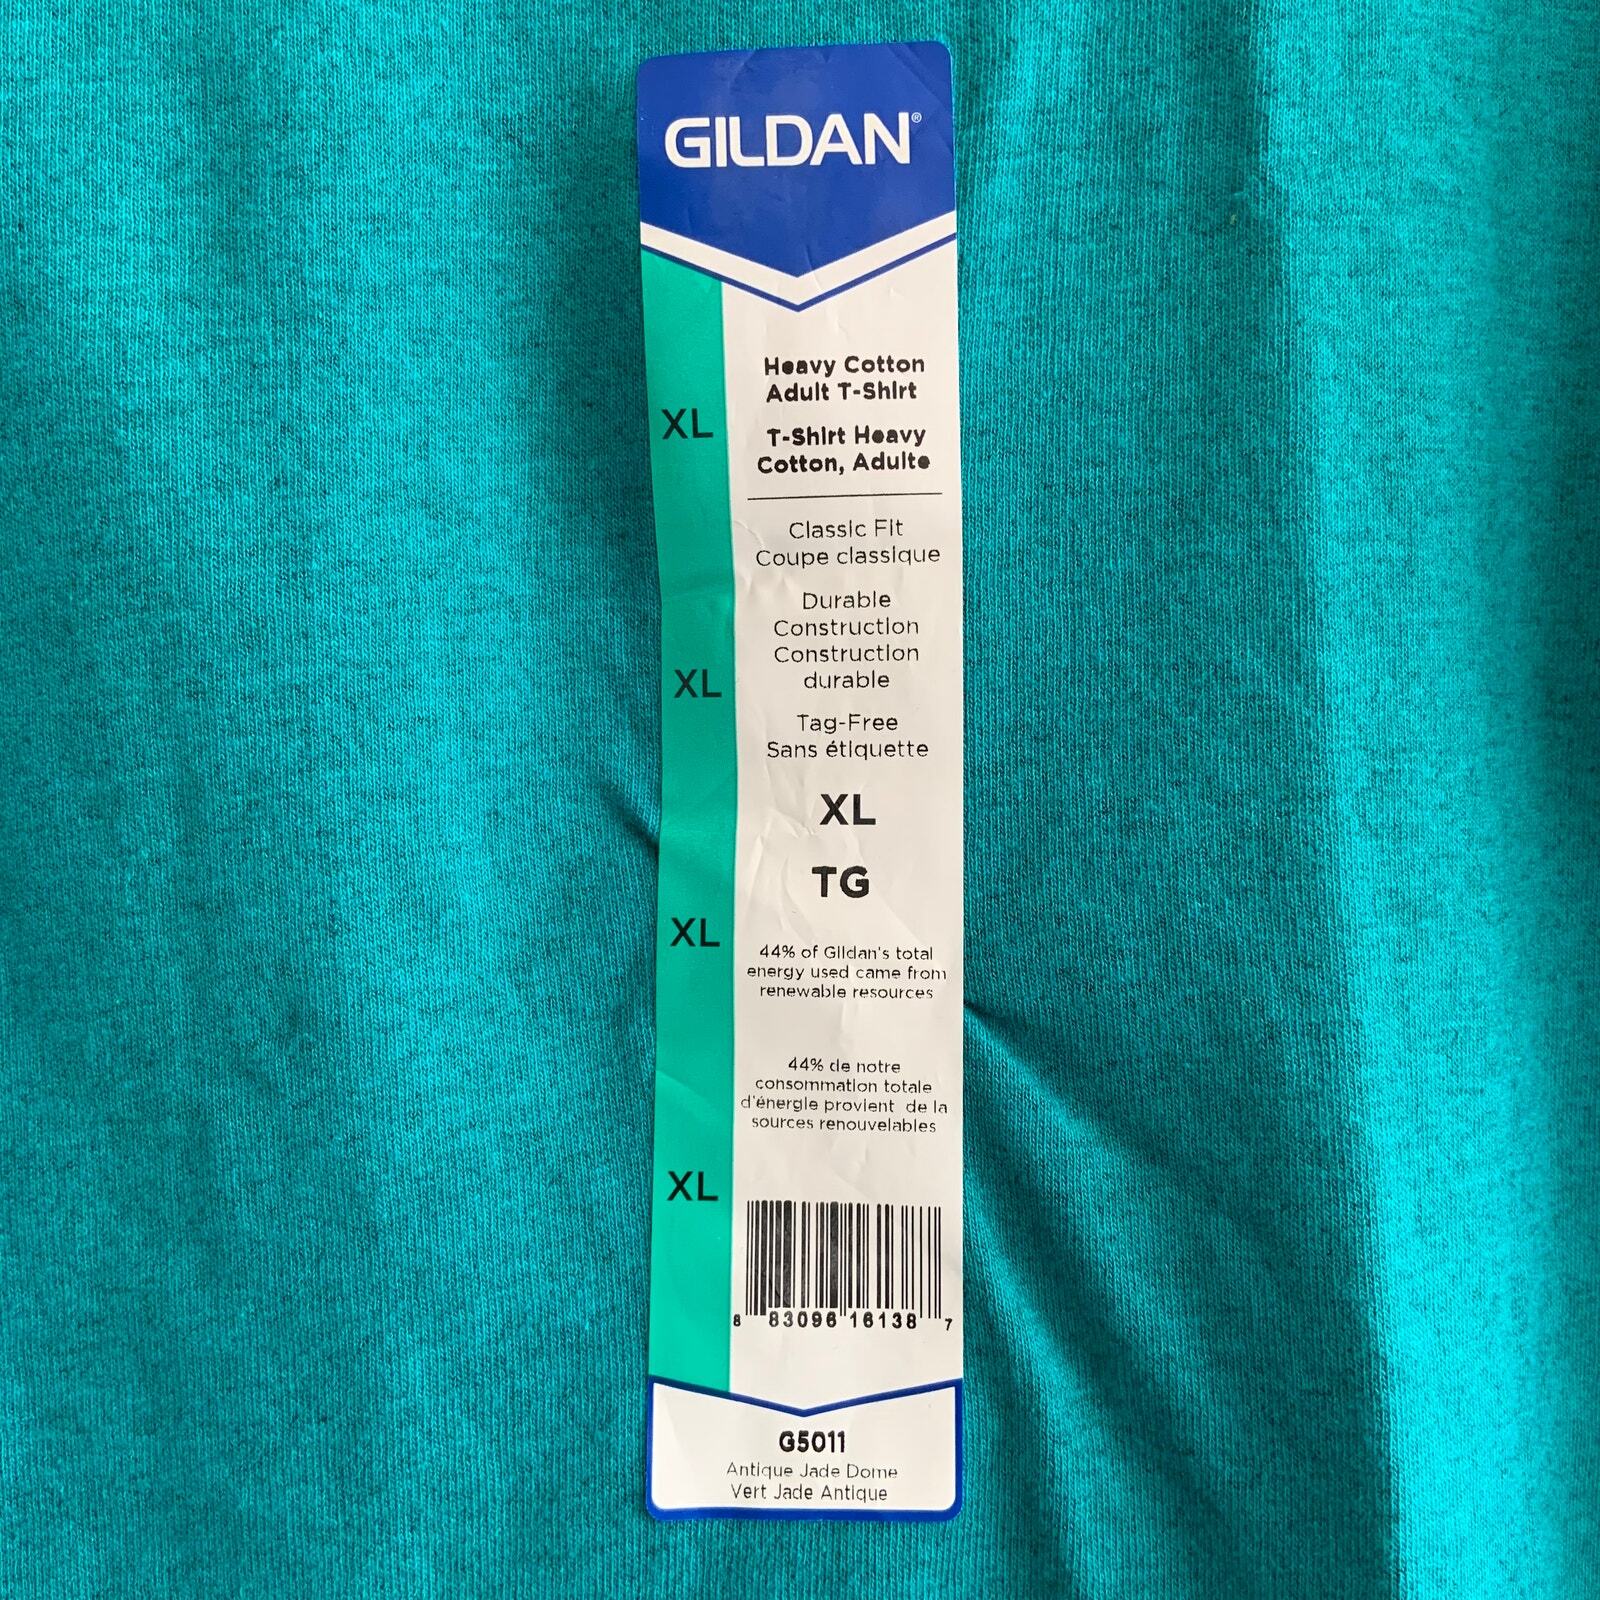 GILDAN®
XL
XL
XL
XL
Heavy Cotton
Adult T-Shirt
T-Shirt Heavy
Cotton, Adulte
Classic Fit
Coupe classique
Durable
Construction
Construction
durable
Tag-Free
Sans étiquette
XL
TG
44% of Gildan's total
energy used came from
renewable resources
44% de notre
consommation totale
d'énergie provient de la
sources renouvelables
8 83096 16138 7
G5011
Antique Jade Dome
Vert Jade Antique